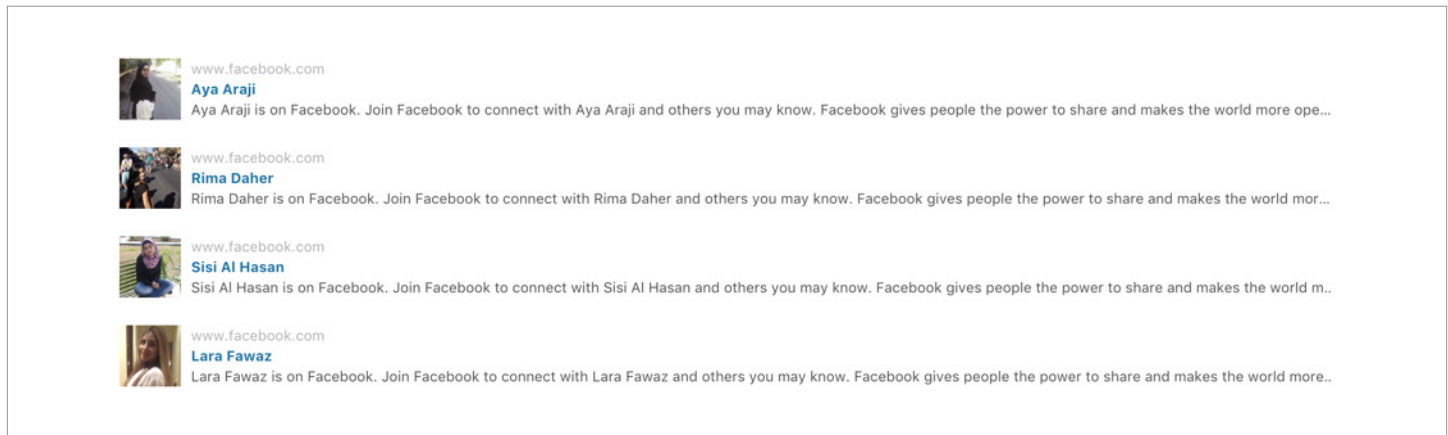 www.facebook.com
Aya Araji
Aya Araji is on Facebook. Join Facebook to connect with Aya Araji and others you may know. Facebook gives people the power to share and makes the world more ope...
www.facebook.com
Rima Daher
Rima Daher is on Facebook. Join Facebook to connect with Rima Daher and others you may know. Facebook gives people the power to share and makes the world mor...
www.facebook.com
Sisi Al Hasan
Sisi Al Hasan is on Facebook. Join Facebook to connect with Sisi Al Hasan and others you may know. Facebook gives people the power to share and makes the world m..
www.facebook.com
Lara Fawaz
Lara Fawaz is on Facebook. Join Facebook to connect with Lara Fawaz and others you may know. Facebook gives people the power to share and makes the world more..